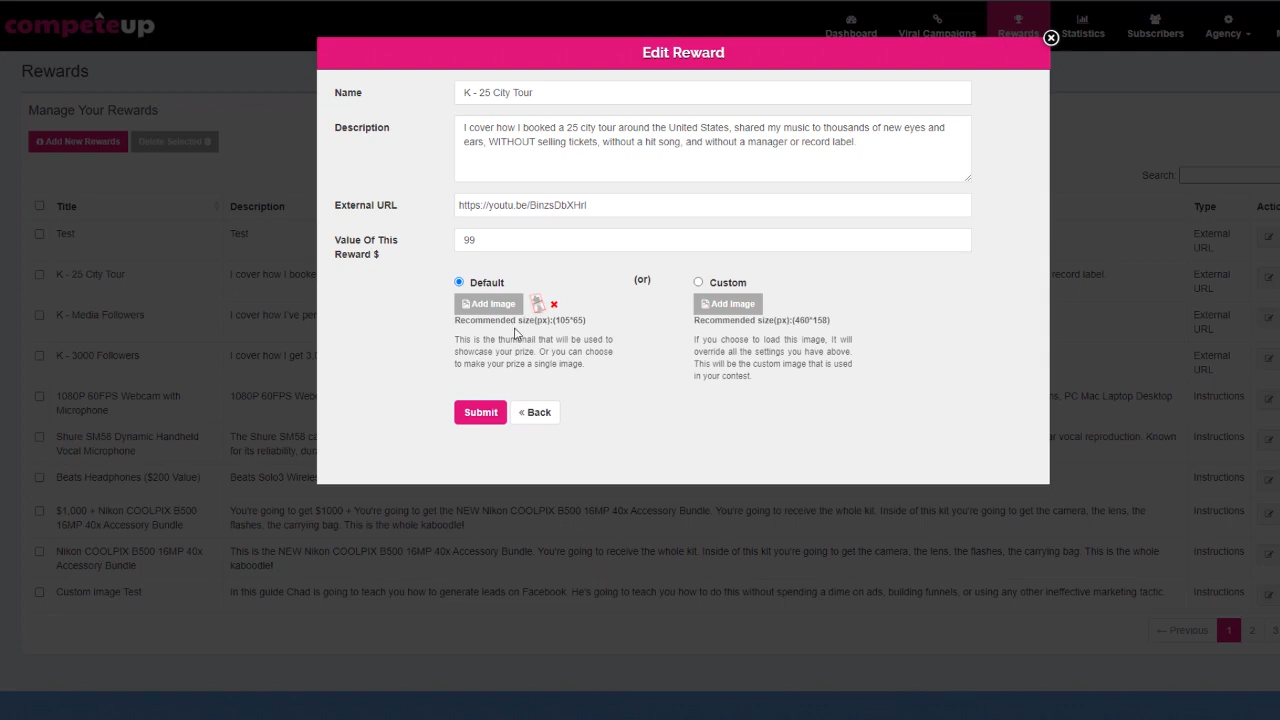 competeup
Dashboard
Viral Campaigns
Rewards
Statistics
Subscribers
Agency
Edit Reward
Rewards
Manage Your Rewards
Add New Rewards
Delete Selected
Search:
Name
K - 25 City Tour
Description
I cover how I booked a 25 city tour around the United States, shared my music to thousands of new eyes and
ears, WITHOUT selling tickets, without a hit song, and without a manager or record label.
External URL
https://youtu.be/BinzsDbXHrI
Value Of This
Reward $
99
Default
(or)
Custom
Add Image
Add Image
Recommended size(px):(105*65)
Recommended size(px):(460*158)
This is the thumbnail that will be used to
showcase your prize. Or you can choose
to make your prize a single image.
If you choose to load this image, It will
override all the settings you have above.
This will be the custom image that is used
in your contest.
Submit
« Back
Title
Description
Type
Test
Test
External
URL
K - 25 City Tour
I cover how I booke
record label.
External
URL
K - Media Followers
I cover how I've per
External
URL
K - 3000 Followers
I cover how I get 3,0
External
URL
1080P 60FPS Webcam with
Microphone
1080P 60FPS Webc
ns, PC Mac Laptop Desktop
Instructions
Shure SM58 Dynamic Handheld
Vocal Microphone
The Shure SM58 ca
for its reliability, dur
ar vocal reproduction. Known
Instructions
Beats Headphones ($200 Value)
Beats Solo3 Wireles
Instructions
$1,000 + Nikon COOLPIX B500
16MP 40x Accessory Bundle
You're going to get $1000 + You're going to get the NEW Nikon COOLPIX B500 16MP 40x Accessory Bundle. You're going to receive the whole kit. Inside of this kit you're going to get the camera, the lens, the
flashes, the carrying bag. This is the whole kaboodle!
Instructions
Nikon COOLPIX B500 16MP 40x
Accessory Bundle
This is the NEW Nikon COOLPIX B500 16MP 40x Accessory Bundle. You're going to receive the whole kit. Inside of this kit you're going to get the camera, the lens, the flashes, the carrying bag. This is the whole
kaboodle!
Instructions
Custom Image Test
In this guide Chad is going to teach you how to generate leads on Facebook. He's going to teach you how to do this without spending a dime on ads, building funnels, or using any other ineffective marketing tactic.
Instructions
← Previous
1
2
3